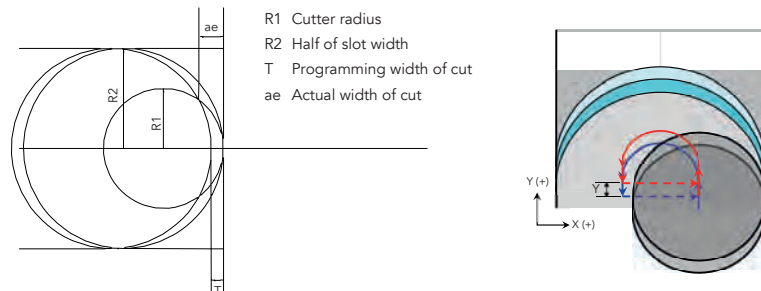 ae
R2
R1
T
R1 Cutter radius
R2 Half of slot width
T Programming width of cut
ae Actual width of cut
Y
Y (+)
X (+)